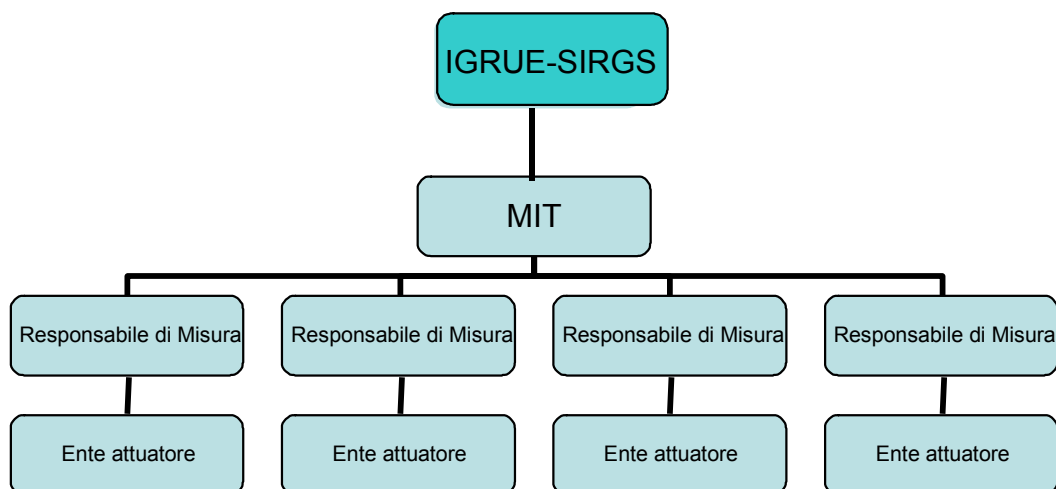 IGRUE-SIRGS
MIT
Responsabile di Misura
Responsabile di Misura
Responsabile di Misura
Responsabile di Misura
Ente attuatore
Ente attuatore
Ente attuatore
Ente attuatore